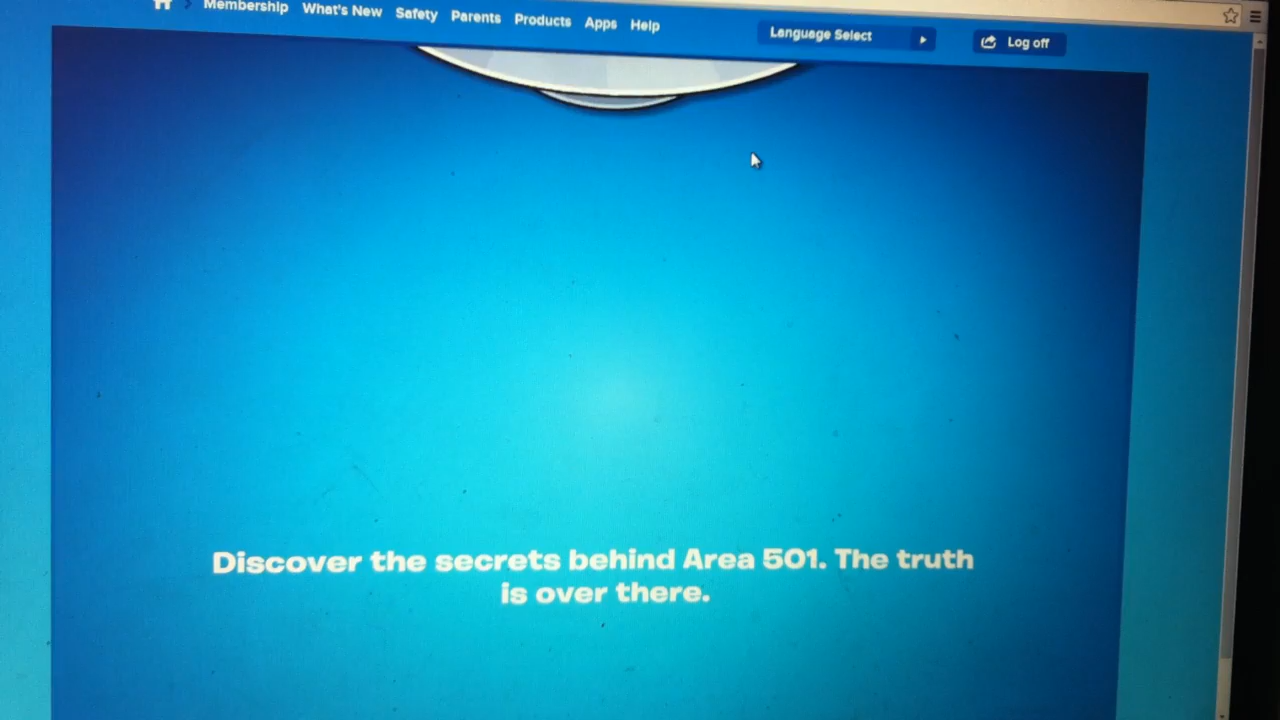 Membership What's New Safety Parents Products Apps Help
Language Select
Log off
Discover the secrets behind Area 501. The truth
is over there.